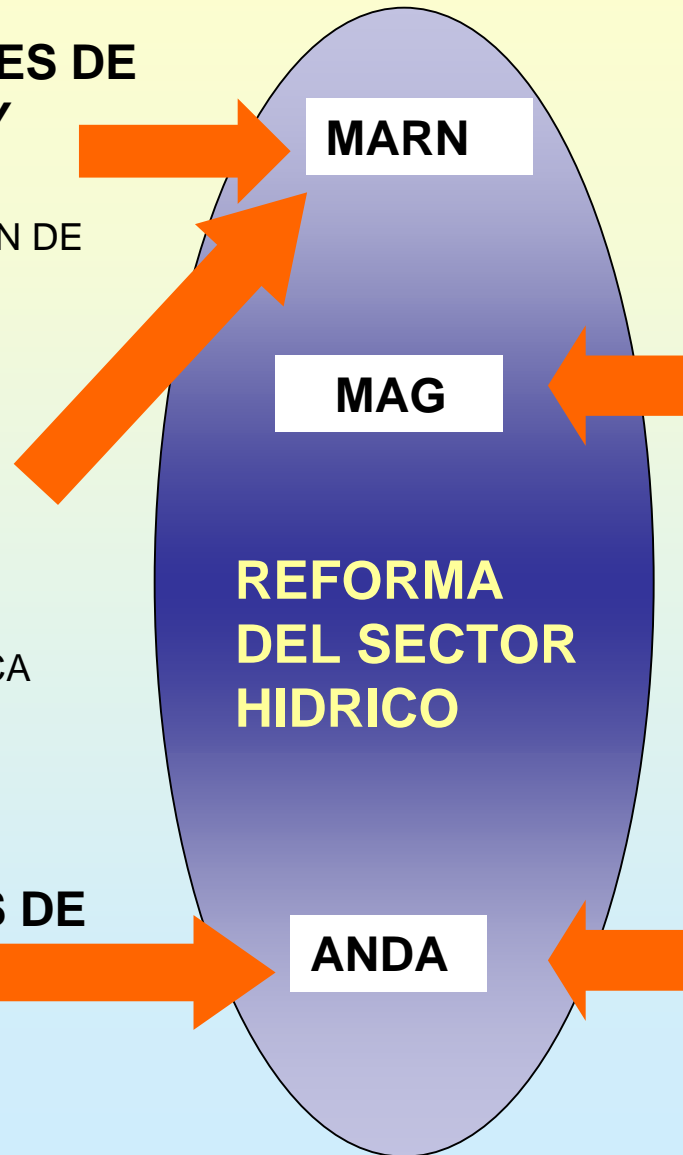 ES DE
Y
MARN
N DE
MAG
REFORMA
DEL SECTOR
HIDRICO
CA
S DE
ANDA